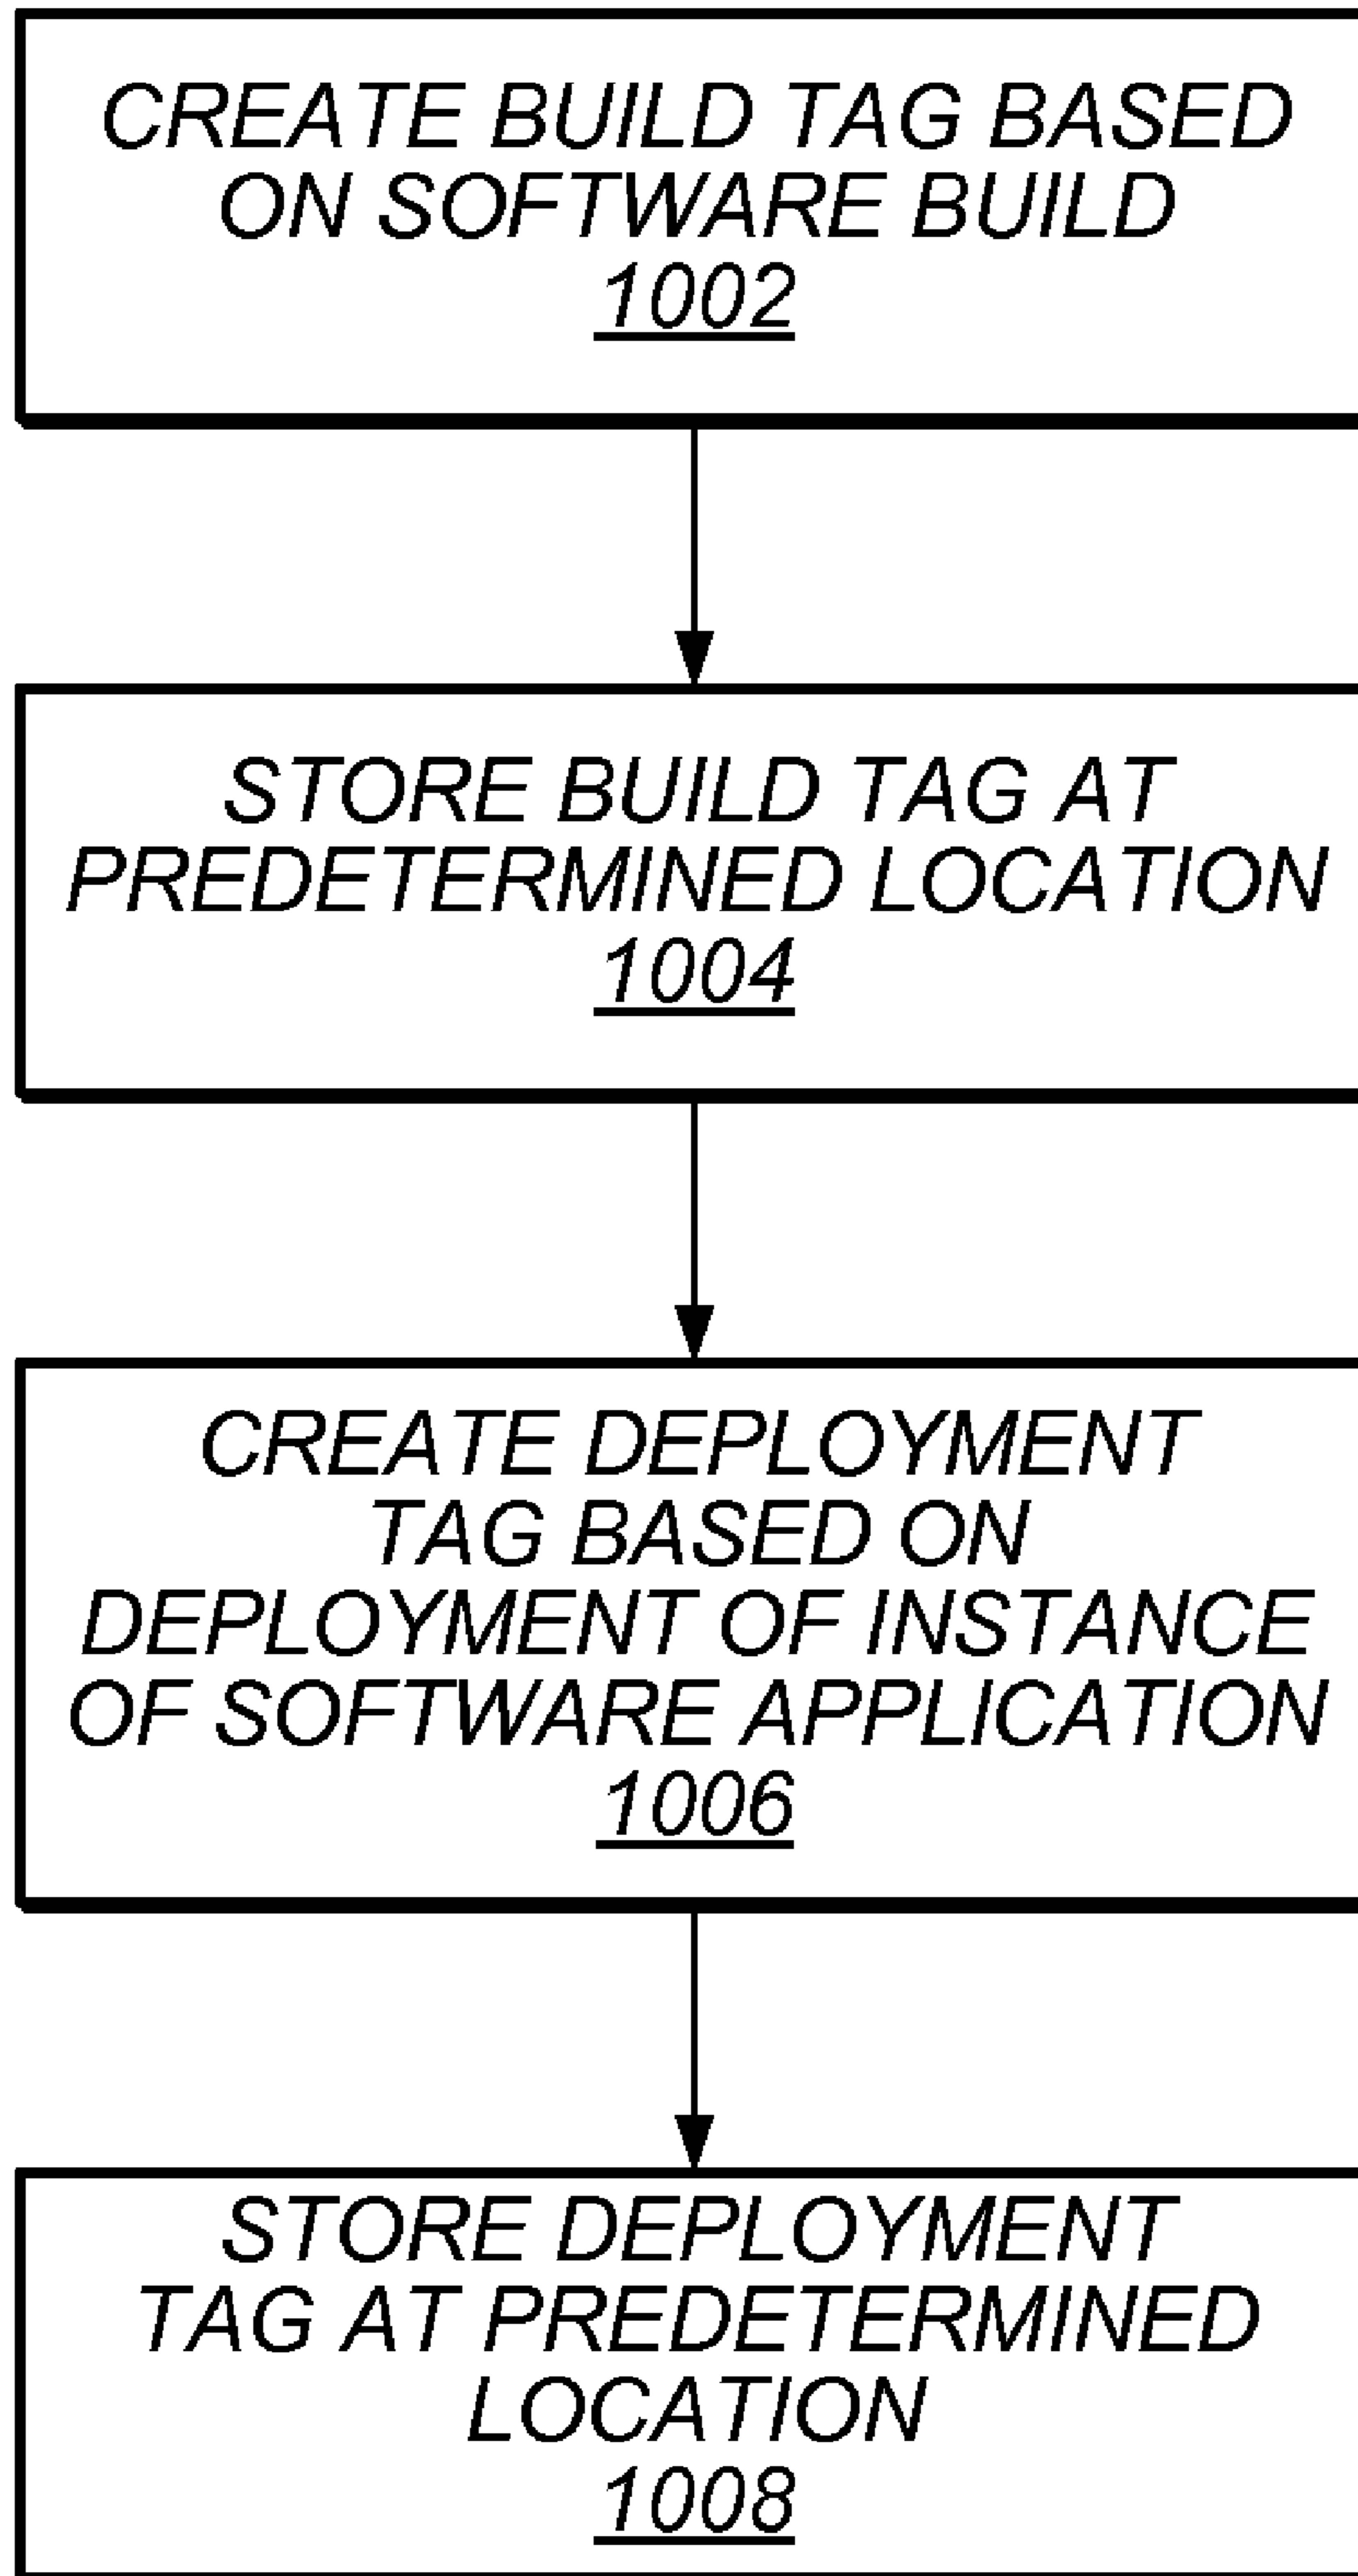 CREATE BUILD TAG BASED
ON SOFTWARE BUILD
1002
STORE BUILD TAG AT
PREDETERMINED LOCATION
1004
CREATE DEPLOYMENT
TAG BASED ON
DEPLOYMENT OF INSTANCE
OF SOFTWARE APPLICATION
1006
STORE DEPLOYMENT
TAG AT PREDETERMINED
LOCATION
1008